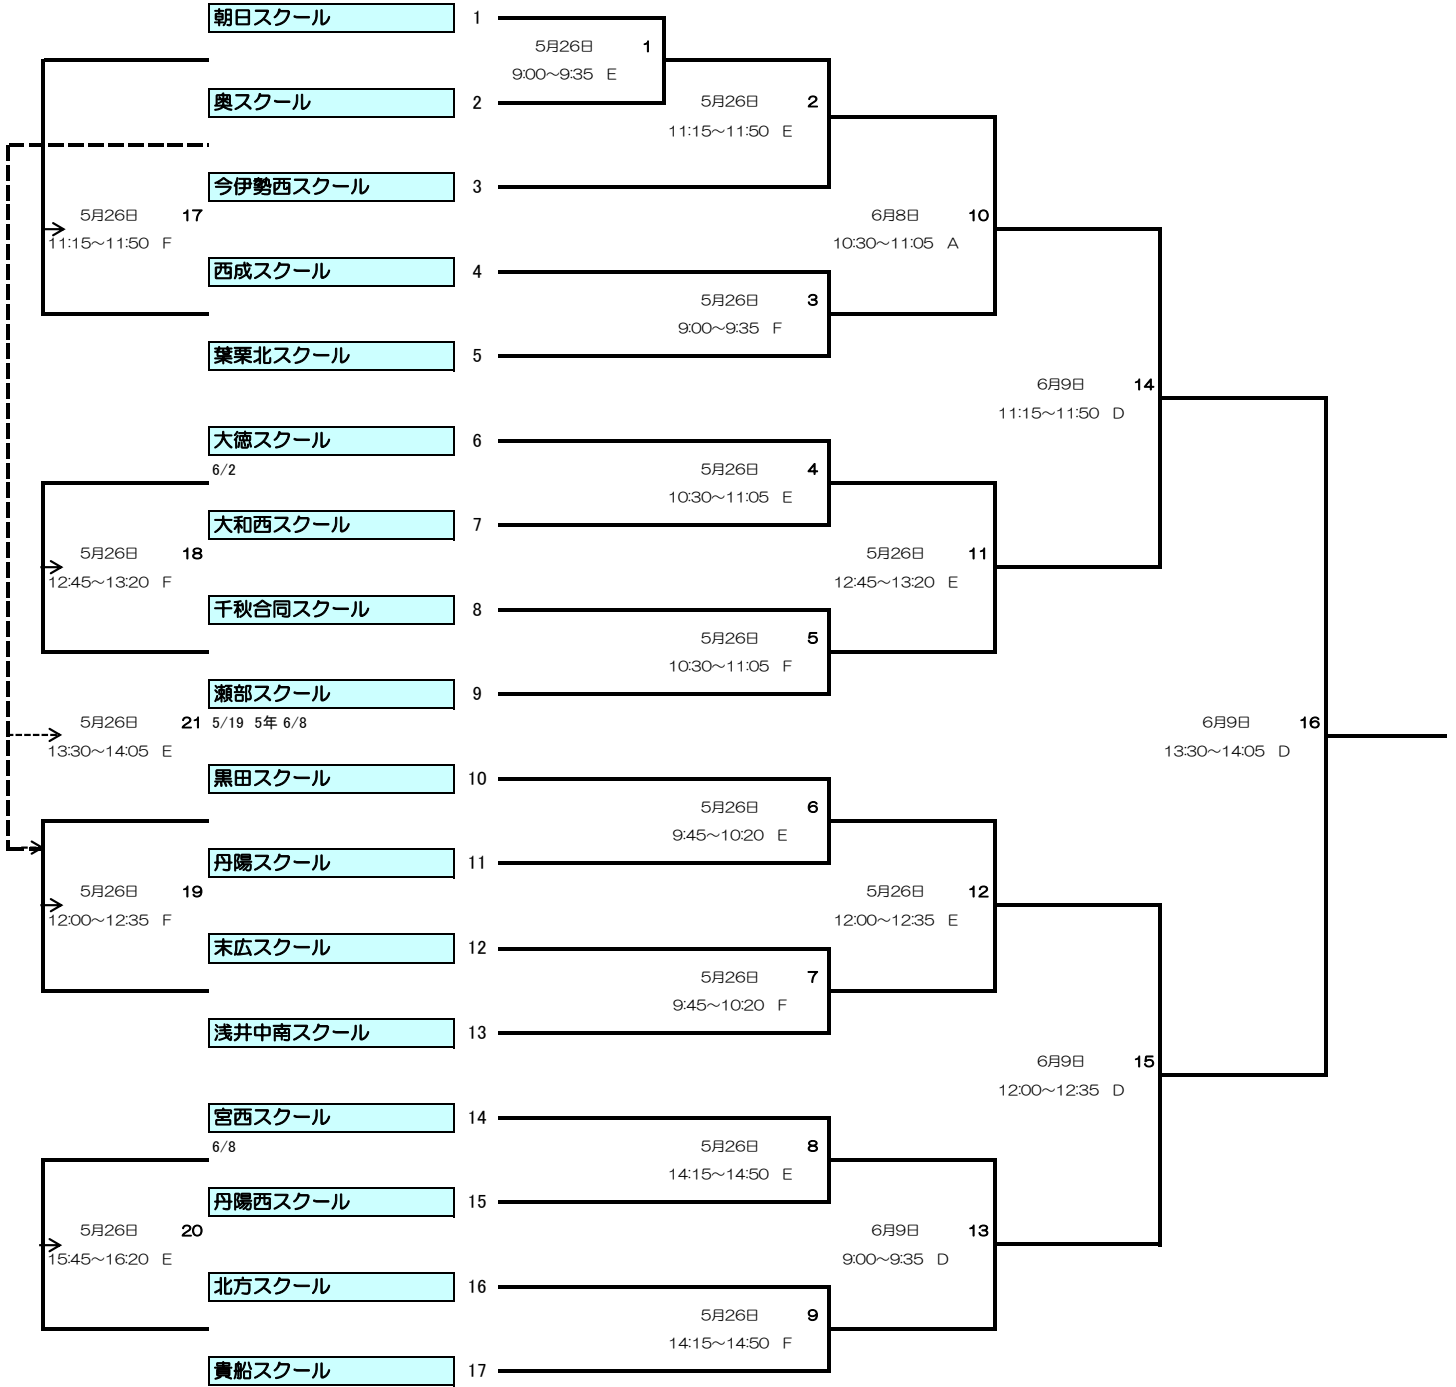 朝日スクール 1
5月26日 1
9:00～9:35 E
奥スクール 2
5月26日 2
11:15～11:50 E
今伊勢西スクール 3
5月26日 17
11:15～11:50 F
6月8日 10
10:30～11:05 A
西成スクール 4
5月26日 3
9:00～9:35 F
葉栗北スクール 5
6月9日 14
11:15～11:50 D
大徳スクール 6
6/2
5月26日 4
10:30～11:05 E
大和西スクール 7
5月26日 18
12:45～13:20 F
5月26日 11
12:45～13:20 E
千秋合同スクール 8
5月26日 5
10:30～11:05 F
瀬部スクール 9
5月26日 21
13:30～14:05 E
5/19 5年 6/8
6月9日 16
13:30～14:05 D
黒田スクール 10
5月26日 6
9:45～10:20 E
丹陽スクール 11
5月26日 19
12:00～12:35 F
5月26日 12
12:00～12:35 E
末広スクール 12
5月26日 7
9:45～10:20 F
浅井中南スクール 13
6月9日 15
12:00～12:35 D
宮西スクール 14
6/8
5月26日 8
14:15～14:50 E
丹陽西スクール 15
5月26日 20
15:45～16:20 E
6月9日 13
9:00～9:35 D
北方スクール 16
5月26日 9
14:15～14:50 F
貴船スクール 17